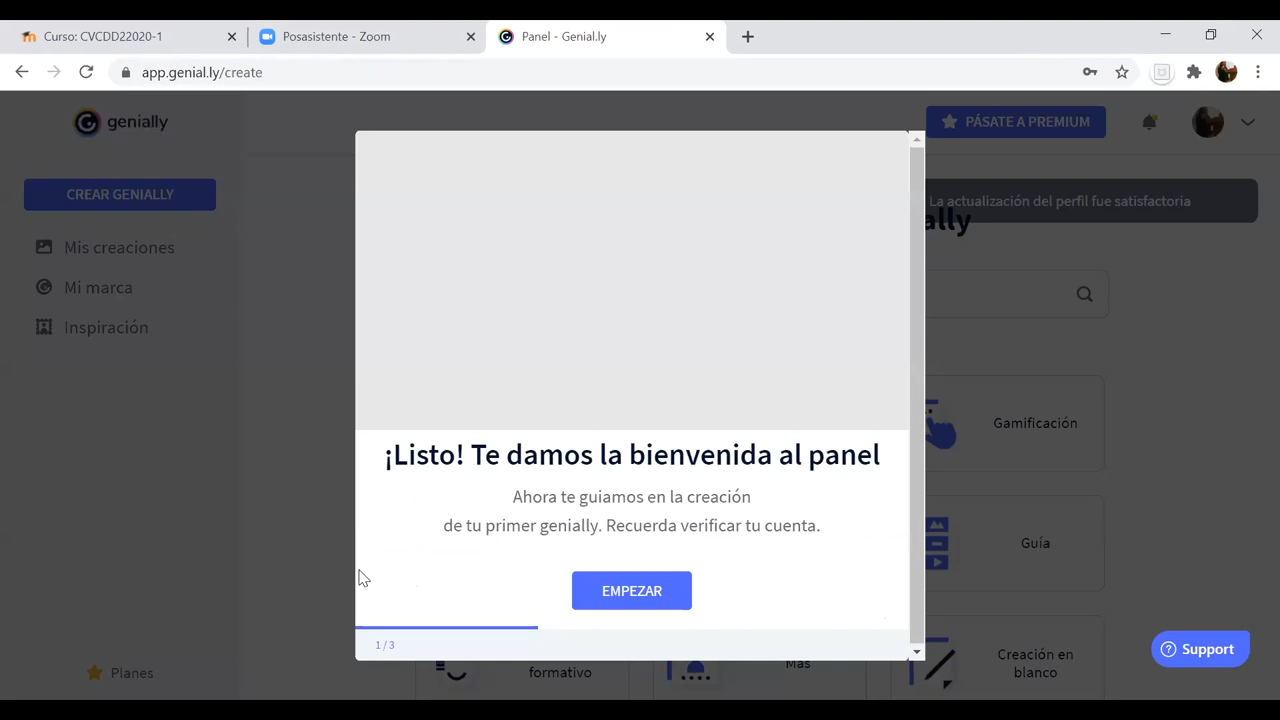 Curso: CVCDD22020-1
Posasistente - Zoom
Panel - Genial.ly
app.genial.ly/create
genially
PÁSATE A PREMIUM
CREAR GENIALLY
La actualización del perfil fue satisfactoria
ally
Mis creaciones
Mi marca
Inspiración
Gamificación
¡Listo! Te damos la bienvenida al panel
Ahora te guiamos en la creación
de tu primer genially. Recuerda verificar tu cuenta.
Guía
EMPEZAR
1 / 3
formativo
Más
Creación en
blanco
Support
Planes